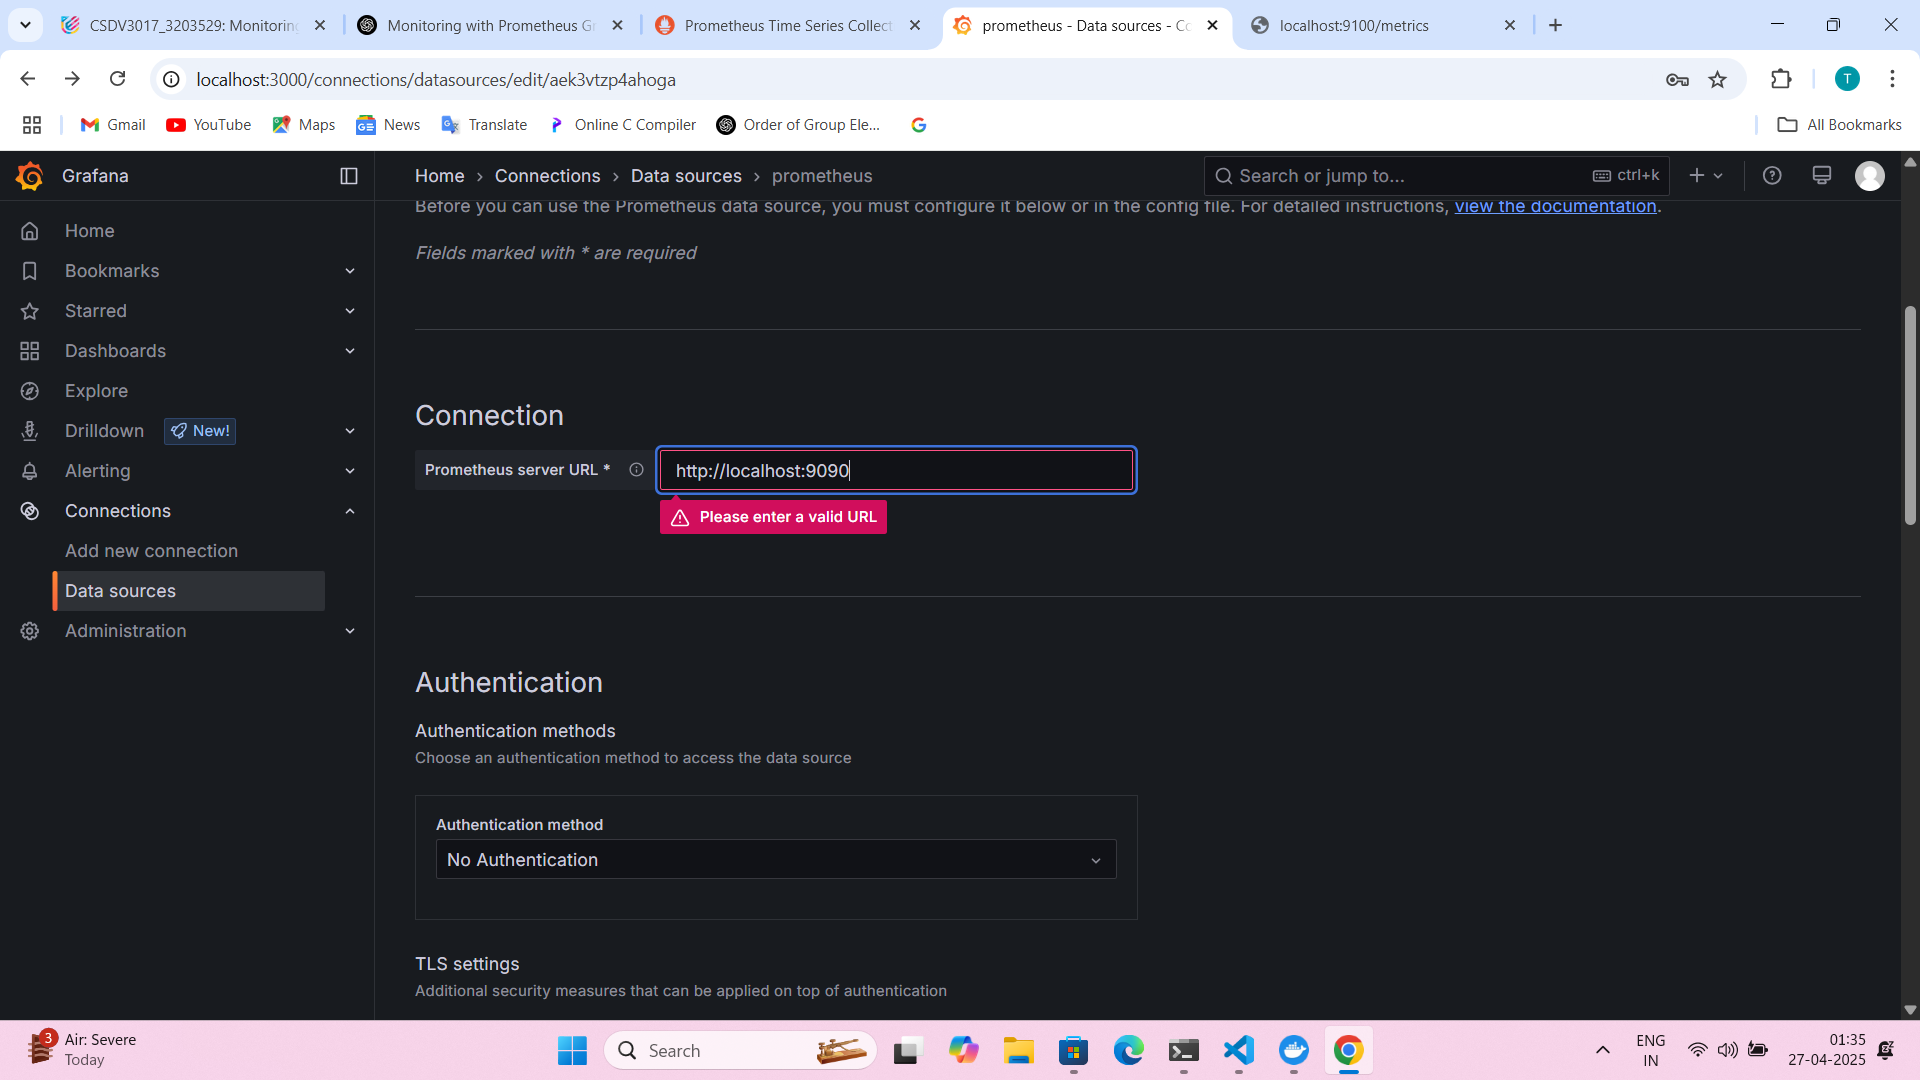 CSDV3017_3203529: Monitoring
Monitoring with Prometheus Gr
Prometheus Time Series Collect
prometheus - Data sources - Co
localhost:9100/metrics
localhost:3000/connections/datasources/edit/aek3vtzp4ahoga
T
Gmail
YouTube
Maps
News
Translate
Online C Compiler
Order of Group Ele...
All Bookmarks
Grafana
Home › Connections › Data sources › prometheus
Search or jump to...
ctrl+k
Before you can use the Prometheus data source, you must configure it below or in the config file. For detailed instructions, view the documentation.
Fields marked with * are required
Home
Bookmarks
Starred
Dashboards
Explore
Drilldown
New!
Alerting
Connections
Add new connection
Data sources
Administration
Connection
Prometheus server URL *
http://localhost:9090
Please enter a valid URL
Authentication
Authentication methods
Choose an authentication method to access the data source
Authentication method
No Authentication
TLS settings
Additional security measures that can be applied on top of authentication
3
Air: Severe
Today
Search
ENG
IN
01:35
27-04-2025